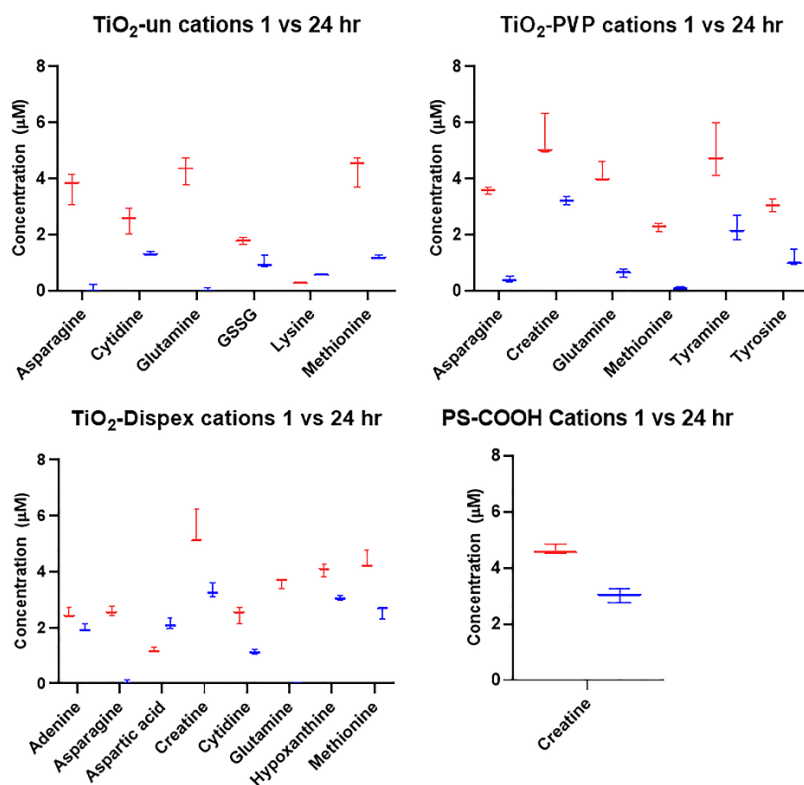 TiO₂-un cations 1 vs 24 hr
Concentration (μM)
8
6
4
2
0
Asparagine
Cytidine
Glutamine
GSSG
Lysine
Methionine
TiO₂-PVP cations 1 vs 24 hr
Concentration (μM)
8
6
4
2
0
Asparagine
Creatine
Glutamine
Methionine
Tyramine
Tyrosine
TiO₂-Dispex cations 1 vs 24 hr
Concentration (μM)
8
6
4
2
0
Adenine
Asparagine
Aspartic acid
Creatine
Cytidine
Glutamine
Hypoxanthine
Methionine
PS-COOH Cations 1 vs 24 hr
Concentration (μM)
8
6
4
2
0
Creatine